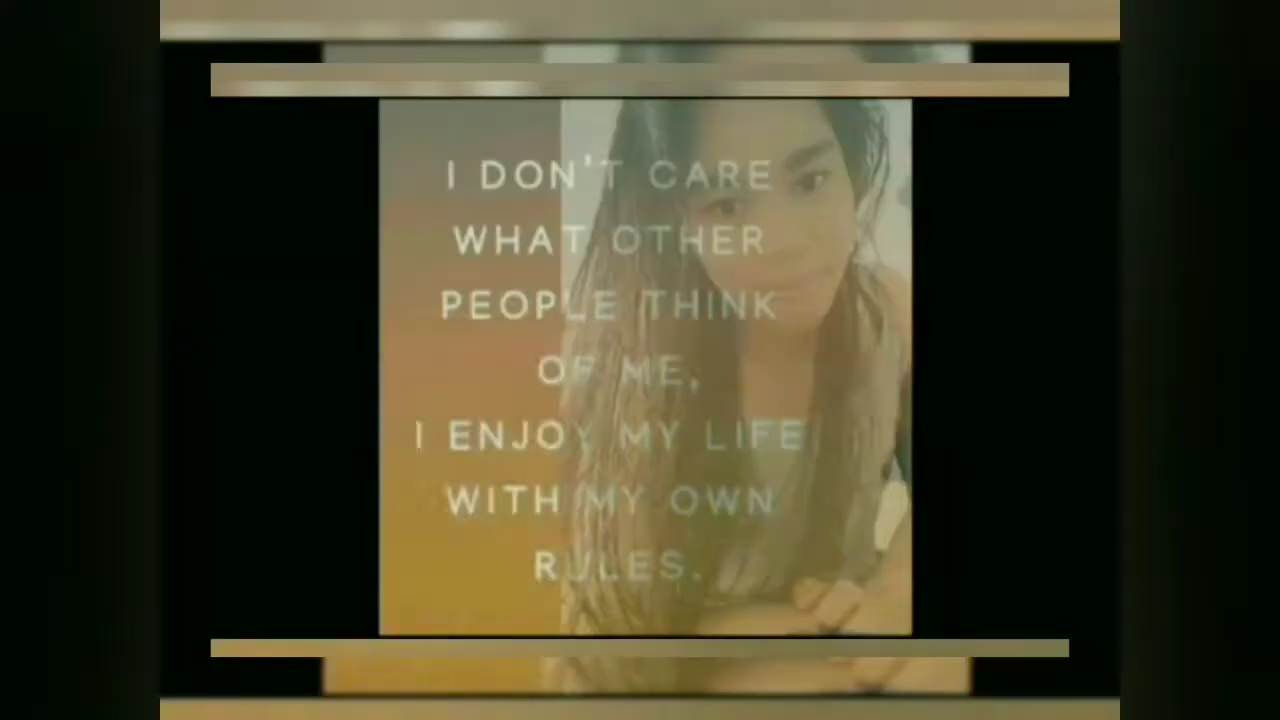 I DON'T CARE
WHAT OTHER
PEOPLE THINK
OF ME,
I ENJOY MY LIFE
WITH MY OWN
RULES.